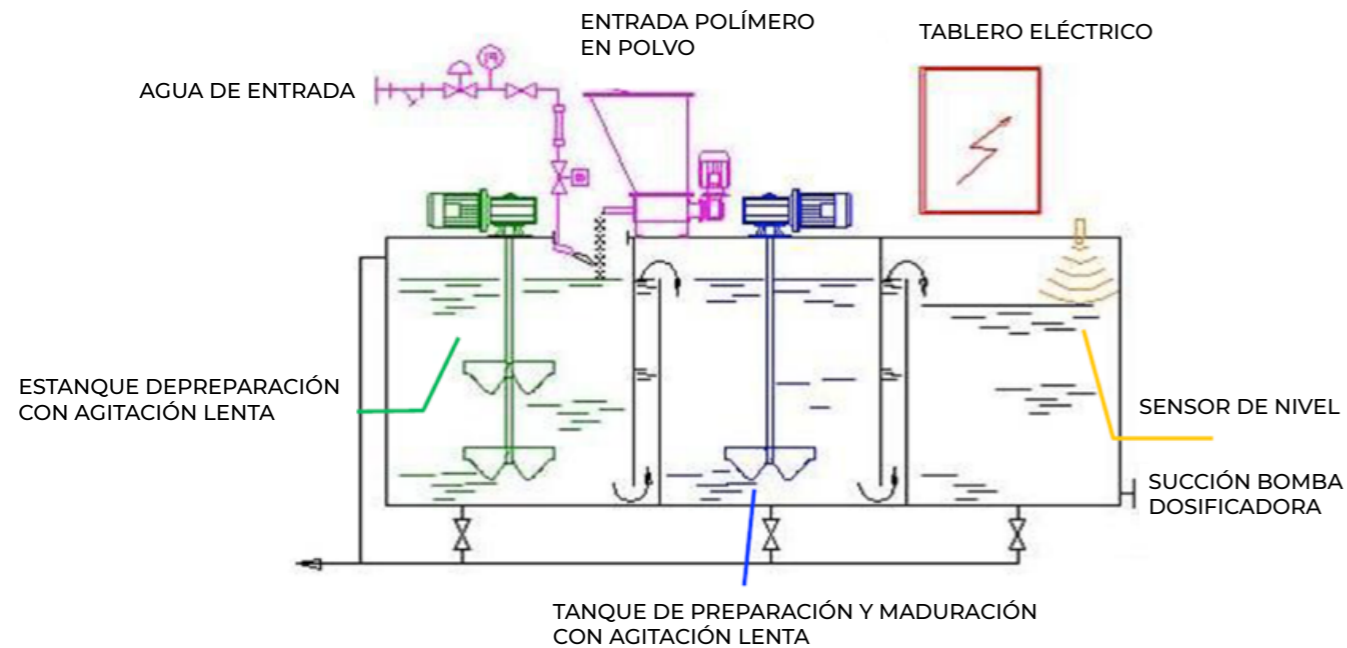 ENTRADA POLÍMERO
EN POLVO
TABLERO ELÉCTRICO
AGUA DE ENTRADA
ESTANQUE DEPREPARACIÓN
CON AGITACIÓN LENTA
SENSOR DE NIVEL
SUCCIÓN BOMBA
DOSIFICADORA
TANQUE DE PREPARACIÓN Y MADURACIÓN
CON AGITACIÓN LENTA